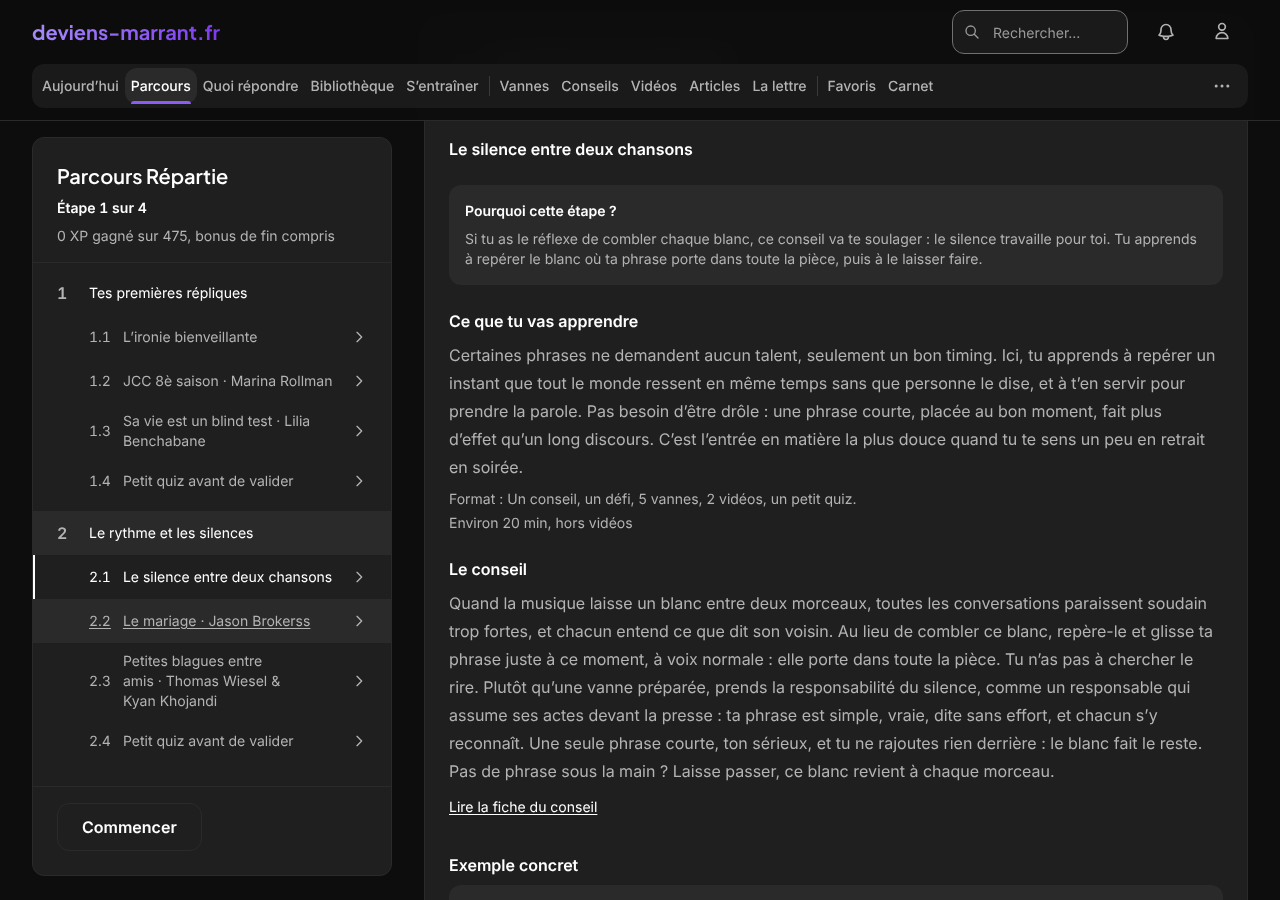 deviens-marrant.fr
Rechercher...
Aujourd’hui Parcours Quoi répondre Bibliothèque S’entraîner Vannes Conseils Vidéos Articles La lettre Favoris Carnet ...
Parcours Répartie
Étape 1 sur 4
0 XP gagné sur 475, bonus de fin compris
1 Tes premières répliques
1.1 L’ironie bienveillante
1.2 JCC 8è saison · Marina Rollman
1.3 Sa vie est un blind test · Lilia
Benchabane
1.4 Petit quiz avant de valider
2 Le rythme et les silences
2.1 Le silence entre deux chansons
2.2 Le mariage · Jason Brokerss
2.3 Petites blagues entre
amis · Thomas Wiesel &
Kyan Khojandi
2.4 Petit quiz avant de valider
Commencer
Le silence entre deux chansons
Pourquoi cette étape ?
Si tu as le réflexe de combler chaque blanc, ce conseil va te soulager : le silence travaille pour toi. Tu apprends
à repérer le blanc où ta phrase porte dans toute la pièce, puis à le laisser faire.
Ce que tu vas apprendre
Certaines phrases ne demandent aucun talent, seulement un bon timing. Ici, tu apprends à repérer un
instant que tout le monde ressent en même temps sans que personne le dise, et à t’en servir pour
prendre la parole. Pas besoin d’être drôle : une phrase courte, placée au bon moment, fait plus
d’effet qu’un long discours. C’est l’entrée en matière la plus douce quand tu te sens un peu en retrait
en soirée.
Format : Un conseil, un défi, 5 vannes, 2 vidéos, un petit quiz.
Environ 20 min, hors vidéos
Le conseil
Quand la musique laisse un blanc entre deux morceaux, toutes les conversations paraissent soudain
trop fortes, et chacun entend ce que dit son voisin. Au lieu de combler ce blanc, repère-le et glisse ta
phrase juste à ce moment, à voix normale : elle porte dans toute la pièce. Tu n’as pas à chercher le
rire. Plutôt qu’une vanne préparée, prends la responsabilité du silence, comme un responsable qui
assume ses actes devant la presse : ta phrase est simple, vraie, dite sans effort, et chacun s’y
reconnaît. Une seule phrase courte, ton sérieux, et tu ne rajoutes rien derrière : le blanc fait le reste.
Pas de phrase sous la main ? Laisse passer, ce blanc revient à chaque morceau.
Lire la fiche du conseil
Exemple concret